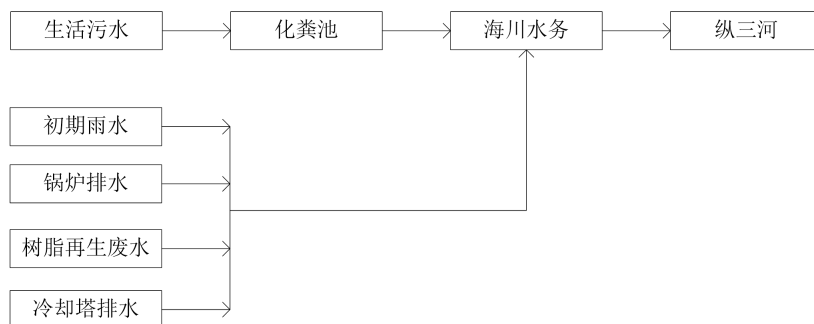 生活污水
化粪池
海川水务
纵三河
初期雨水
锅炉排水
树脂再生废水
冷却塔排水